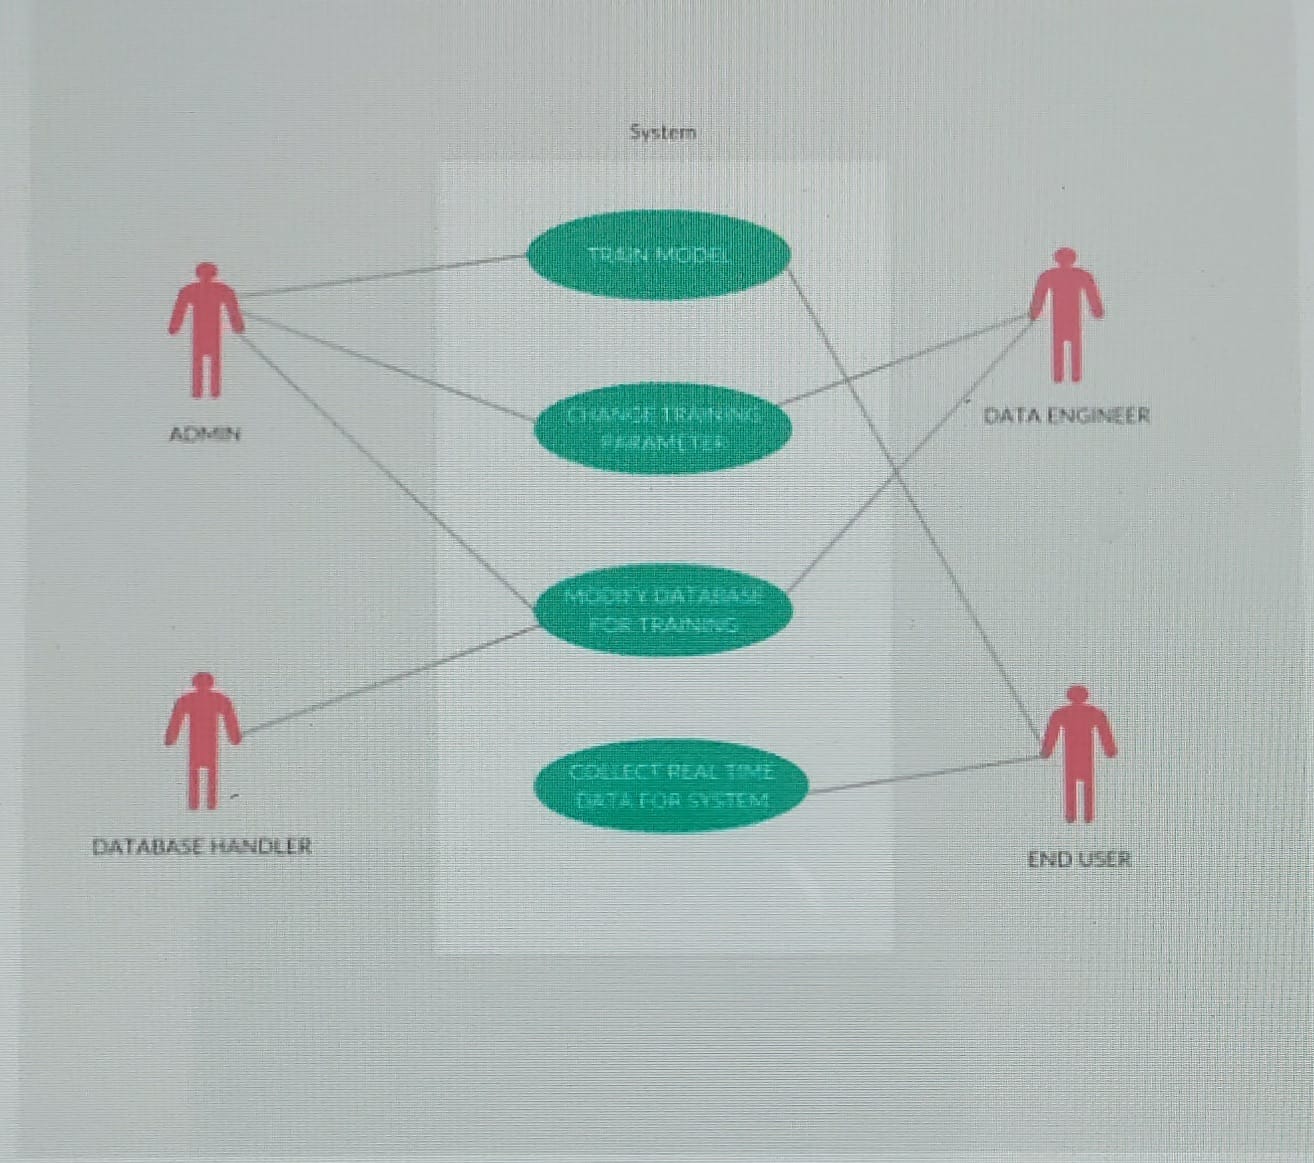 System
TRAIN MODEL
CHANGE TRAINING
PARAMETER
ADMIN
DATA ENGINEER
MODIFY DATABASE
FOR TRAINING
COLLECT REAL TIME
DATA FOR SYSTEM
DATABASE HANDLER
END USER